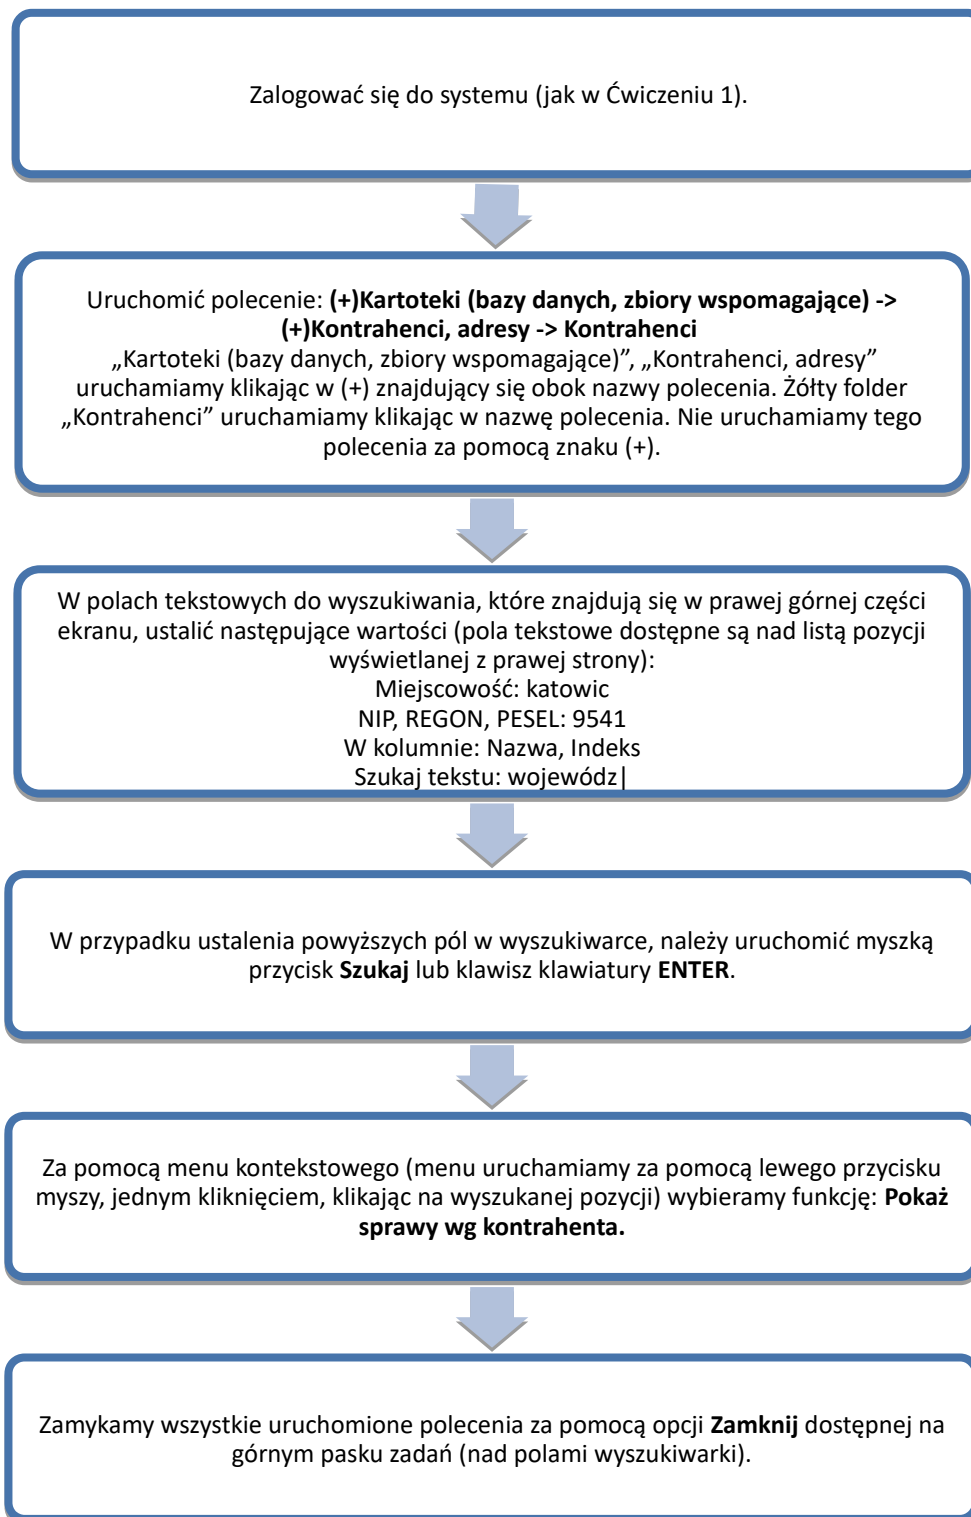 Zalogować się do systemu (jak w Ćwiczeniu 1).
Uruchomić polecenie: (+)Kartoteki (bazy danych, zbiory wspomagające) ->
(+)Kontrahenci, adresy -> Kontrahenci
„Kartoteki (bazy danych, zbiory wspomagające)”, „Kontrahenci, adresy”
uruchamiamy klikając w (+) znajdujący się obok nazwy polecenia. Żółty folder
„Kontrahenci” uruchamiamy klikając w nazwę polecenia. Nie uruchamiamy tego
polecenia za pomocą znaku (+).
W polach tekstowych do wyszukiwania, które znajdują się w prawej górnej części
ekranu, ustalić następujące wartości (pola tekstowe dostępne są nad listą pozycji
wyświetlanej z prawej strony):
Miejscowość: katowic
NIP, REGON, PESEL: 9541
W kolumnie: Nazwa, Indeks
Szukaj tekstu: wojewódz|
W przypadku ustalenia powyższych pól w wyszukiwarce, należy uruchomić myszką
przycisk Szukaj lub klawisz klawiatury ENTER.
Za pomocą menu kontekstowego (menu uruchamiamy za pomocą lewego przycisku
myszy, jednym kliknięciem, klikając na wyszukanej pozycji) wybieramy funkcję: Pokaż
sprawy wg kontrahenta.
Zamykamy wszystkie uruchomione polecenia za pomocą opcji Zamknij dostępnej na
górnym pasku zadań (nad polami wyszukiwarki).